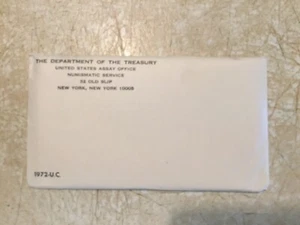 THE DEPARTMENT OF THE TREASURY
UNITED STATES ASSAY OFFICE
NUMISMATIC SERVICE
32 OLD SLIP
NEW YORK, NEW YORK 10005
1972-U.C.